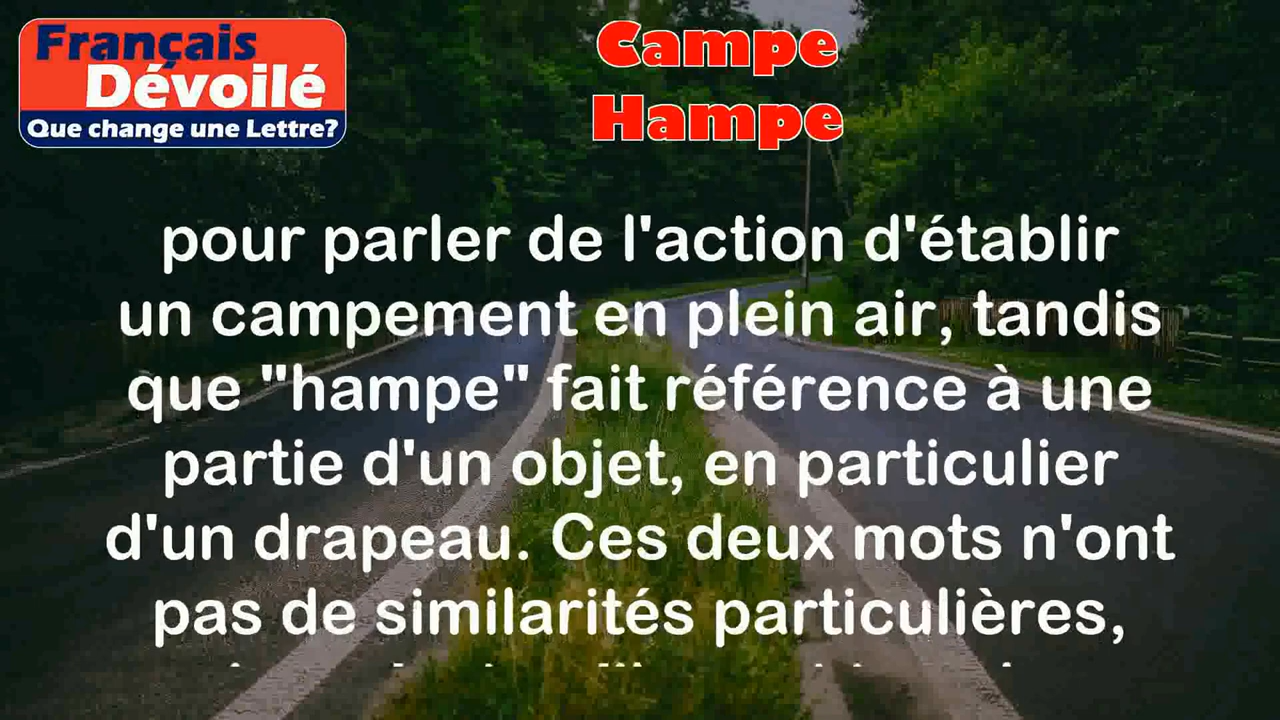 Français
Dévoilé
Que change une Lettre?
Campe
Hampe
pour parler de l'action d'établir
un campement en plein air, tandis
que "hampe" fait référence à une
partie d'un objet, en particulier
d'un drapeau. Ces deux mots n'ont
pas de similarités particulières,